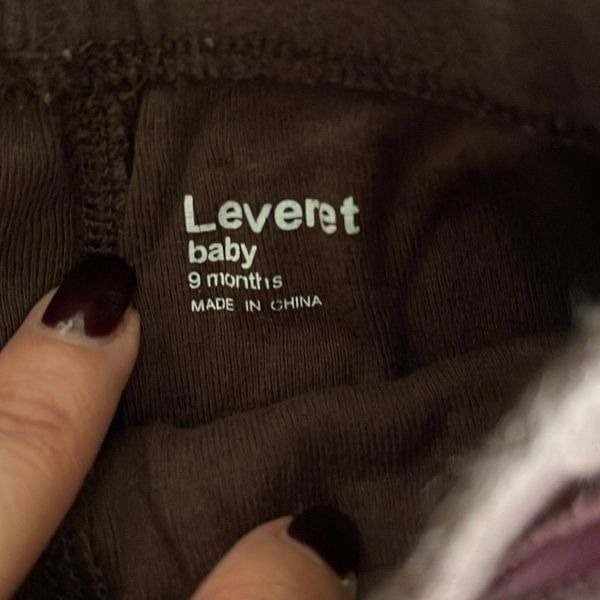 Leveret
baby
9 months
MADE IN CHINA